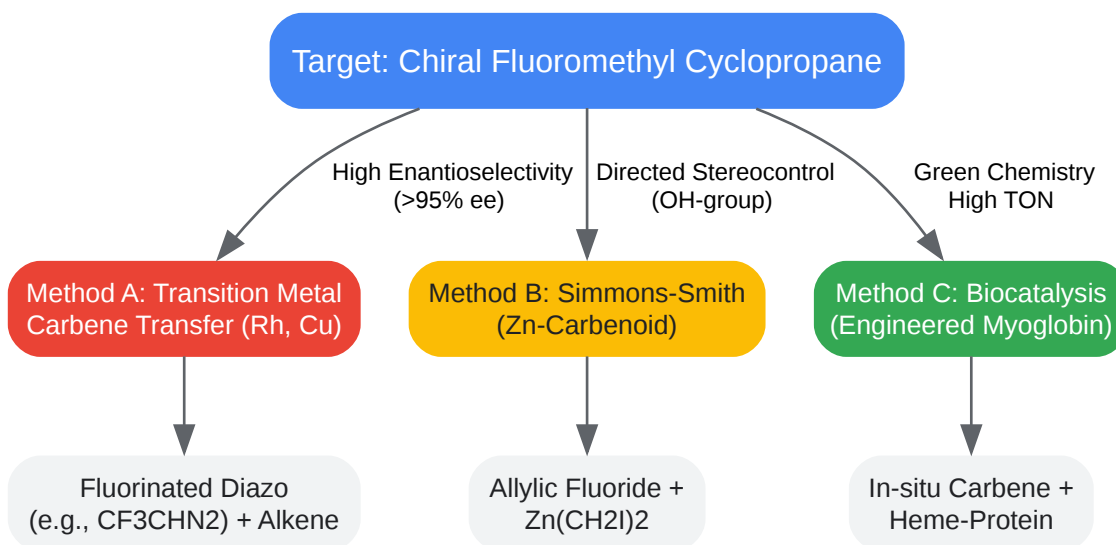 Target: Chiral Fluoromethyl Cyclopropane
High Enantioselectivity
(>95% ee)
Directed Stereocontrol
(OH-group)
Green Chemistry
High TON
Method A: Transition Metal
Carbene Transfer (Rh, Cu)
Method B: Simmons-Smith
(Zn-Carbenoid)
Method C: Biocatalysis
(Engineered Myoglobin)
Fluorinated Diazo
(e.g., CF3CHN2) + Alkene
Allylic Fluoride +
Zn(CH2I)2
In-situ Carbene +
Heme-Protein